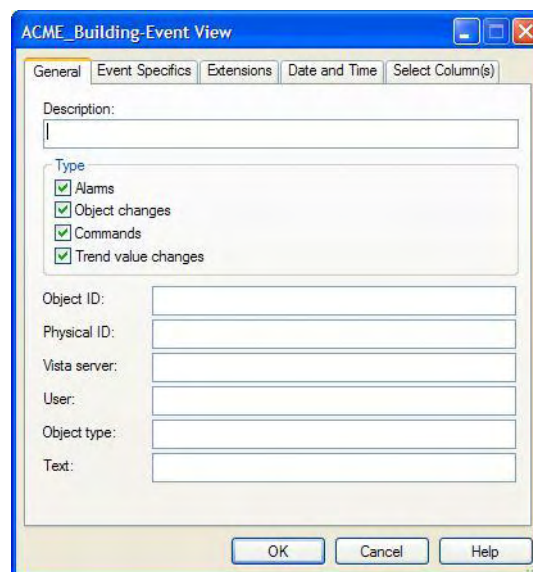 ACME_Building-Event View
General Event Specifics Extensions Date and Time Select Column(s)
Description:
Type
Alarms
Object changes
Commands
Trend value changes
Object ID:
Physical ID:
Vista server:
User:
Object type:
Text:
OK Cancel Help